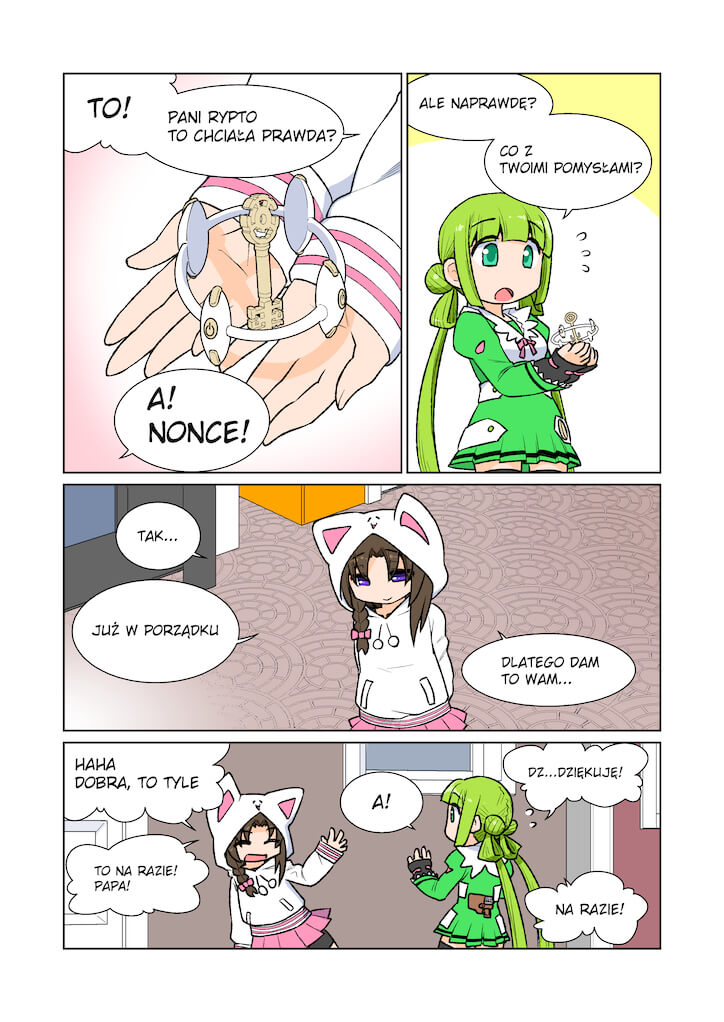 TO!
PANI RYPTO
TO CHCIAŁA PRAWDA?
A!
NONCE!
ALE NAPRAWDĘ?
CO Z
TWOIMI POMYSŁAMI?
TAK...
JUŻ W PORZĄDKU
DLATEGO DAM
TO WAM...
HAHA
DOBRA, TO TYLE
TO NA RAZIE!
PAPA!
A!
DZ...DZIĘKUJĘ!
NA RAZIE!